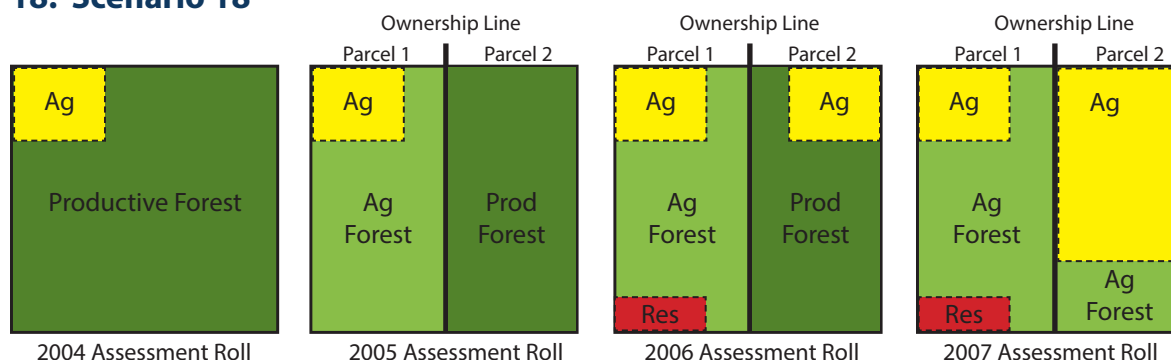 18. Scenario 18
Ag
Productive Forest
2004 Assessment Roll
Ownership Line
Parcel 1
Parcel 2
Ag
Ag
Forest
Prod
Forest
2005 Assessment Roll
Ownership Line
Parcel 1
Parcel 2
Ag
Ag
Ag
Forest
Prod
Forest
Res
2006 Assessment Roll
Ownership Line
Parcel 1
Parcel 2
Ag
Ag
Ag
Forest
Ag
Forest
Res
2007 Assessment Roll